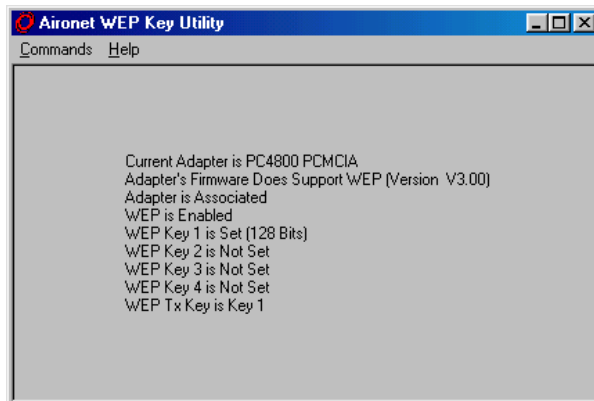 Aironet WEP Key Utility
Commands Help
Current Adapter is PC4800 PCMCIA
Adapter's Firmware Does Support WEP (Version V3.00)
Adapter is Associated
WEP is Enabled
WEP Key 1 is Set (128 Bits)
WEP Key 2 is Not Set
WEP Key 3 is Not Set
WEP Key 4 is Not Set
WEP Tx Key is Key 1